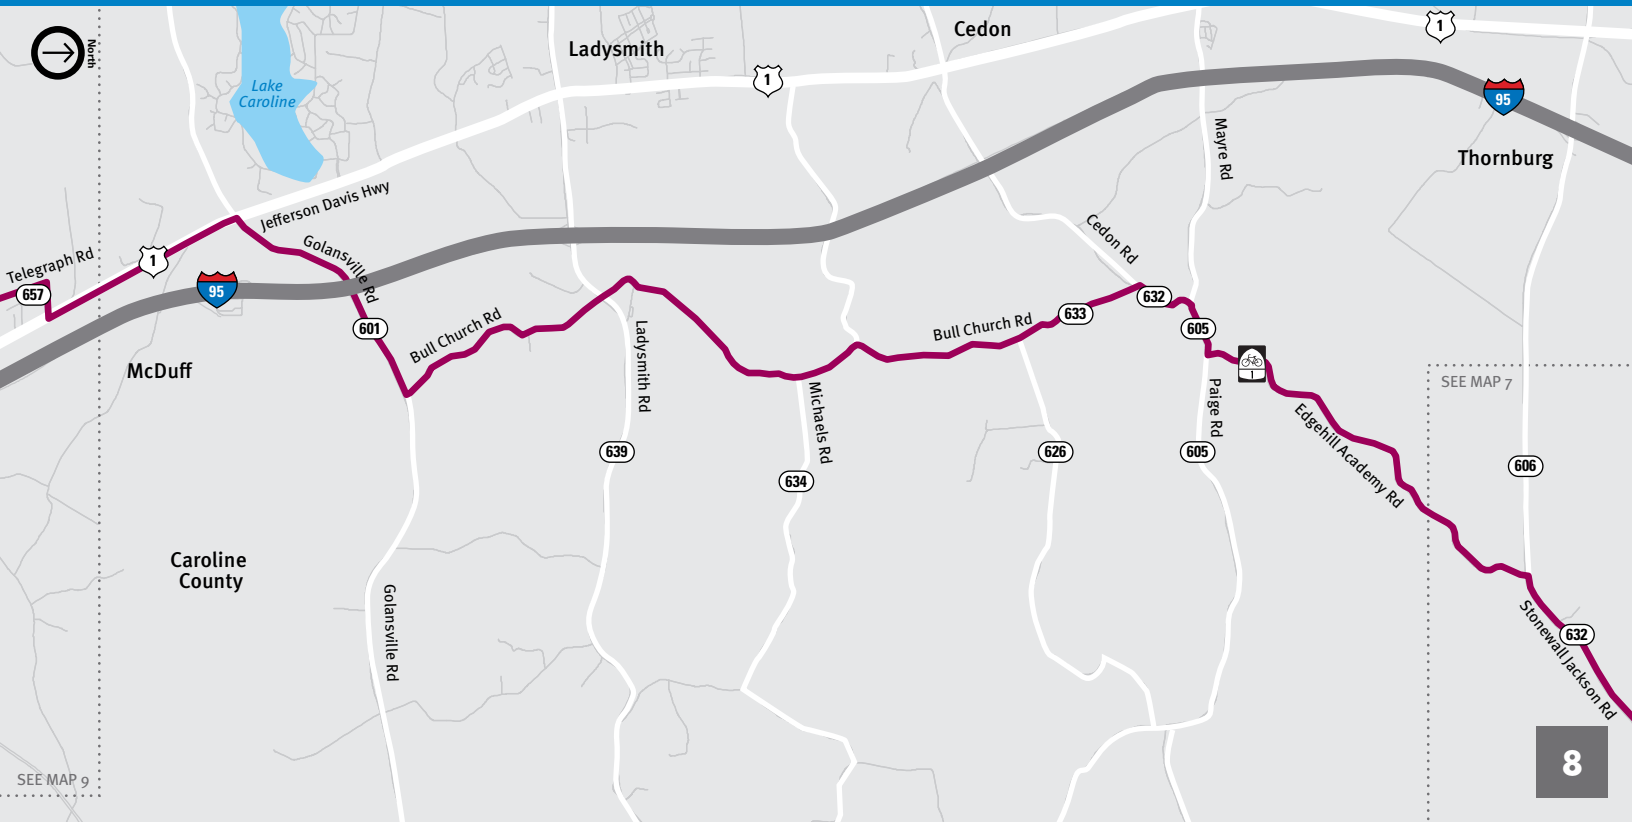 North
Cedon
Ladysmith
1
1
Lake
Caroline
95
Thornburg
Mayre Rd
Jefferson Davis Hwy
Telegraph Rd
1
Golansville Rd
Cedon Rd
657
95
632
633
601
Bull Church Rd
Bull Church Rd
605
1
McDuff
Ladysmith Rd
Michaels Rd
Paige Rd
SEE MAP 7
Edgehill Academy Rd
639
634
626
605
606
Caroline
County
Golansville Rd
632
Stonewall Jackson Rd
SEE MAP 9
8